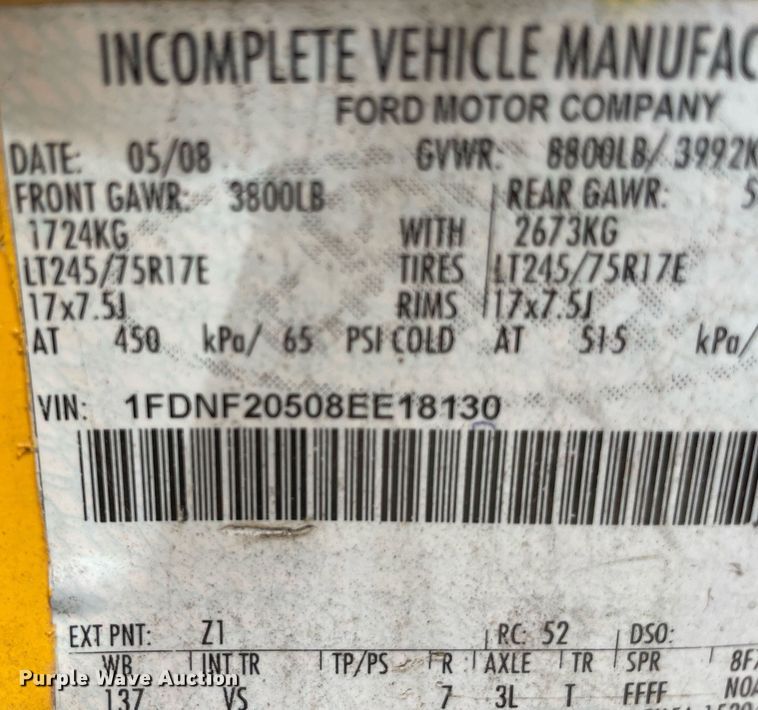 INCOMPLETE VEHICLE MANUFAC
FORD MOTOR COMPANY
DATE: 05/08 GVWR: 8800LB/ 3992K
FRONT GAWR: 3800LB REAR GAWR: 5
1724KG WITH 2673KG
LT245/75R17E TIRES LT245/75R17E
17x7.5J RIMS 17x7.5J
AT 450 kPa/ 65 PSI COLD AT 515 kPa/
VIN: 1FDNF20508EE18130
EXT PNT: Z1 RC: 52 DSO:
WB INT TR TP/PS R AXLE TR SPR 8F
137 VS 7 3L T FFFF NOA
Purple Wave Auction